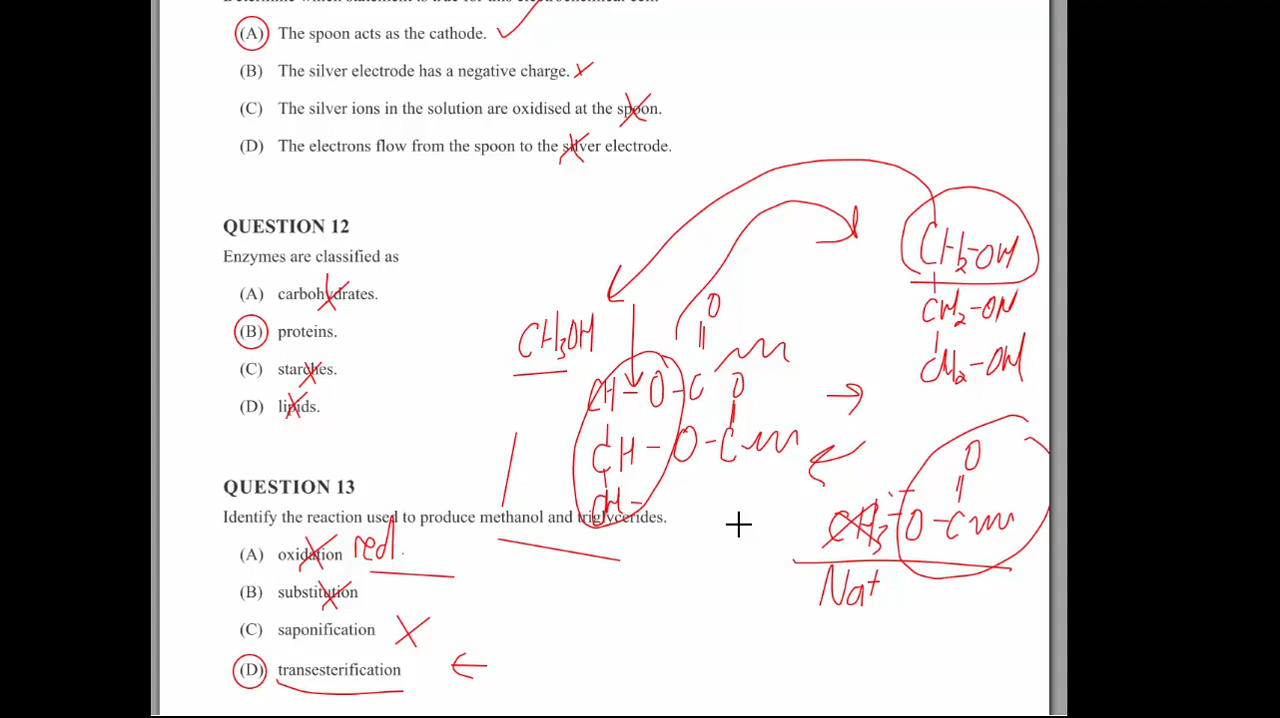 (A) The spoon acts as the cathode.
(B) The silver electrode has a negative charge.
(C) The silver ions in the solution are oxidised at the spoon.
(D) The electrons flow from the spoon to the silver electrode.
QUESTION 12
Enzymes are classified as
(A) carbohydrates.
(B) proteins.
(C) starches.
(D) lipids.
CH2-OH
CH2-OH
CH2-OH
O
CH3OH
CH-O-C
O
CH-O-C
CH-
O
CH3-O-C
Na+
QUESTION 13
Identify the reaction used to produce methanol and triglycerides.
(A) oxidation red
(B) substitution
(C) saponification
(D) transesterification